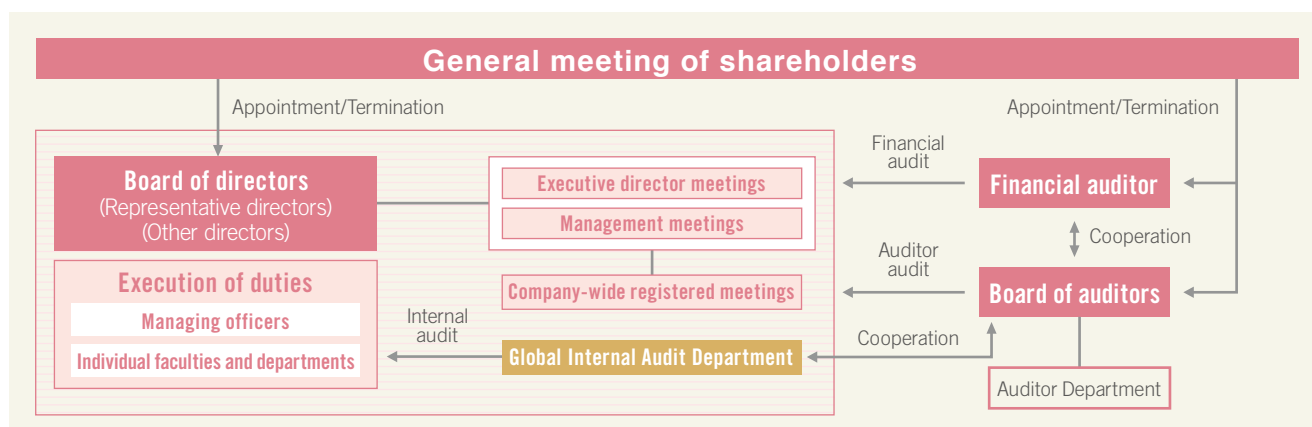 General meeting of shareholders
Appointment/Termination
Appointment/Termination
Board of directors
(Representative directors)
(Other directors)
Executive director meetings
Management meetings
Company-wide registered meetings
Execution of duties
Managing officers
Individual faculties and departments
Internal
audit
Global Internal Audit Department
Financial
audit
Financial auditor
Cooperation
Auditor
audit
Board of auditors
Cooperation
Auditor Department